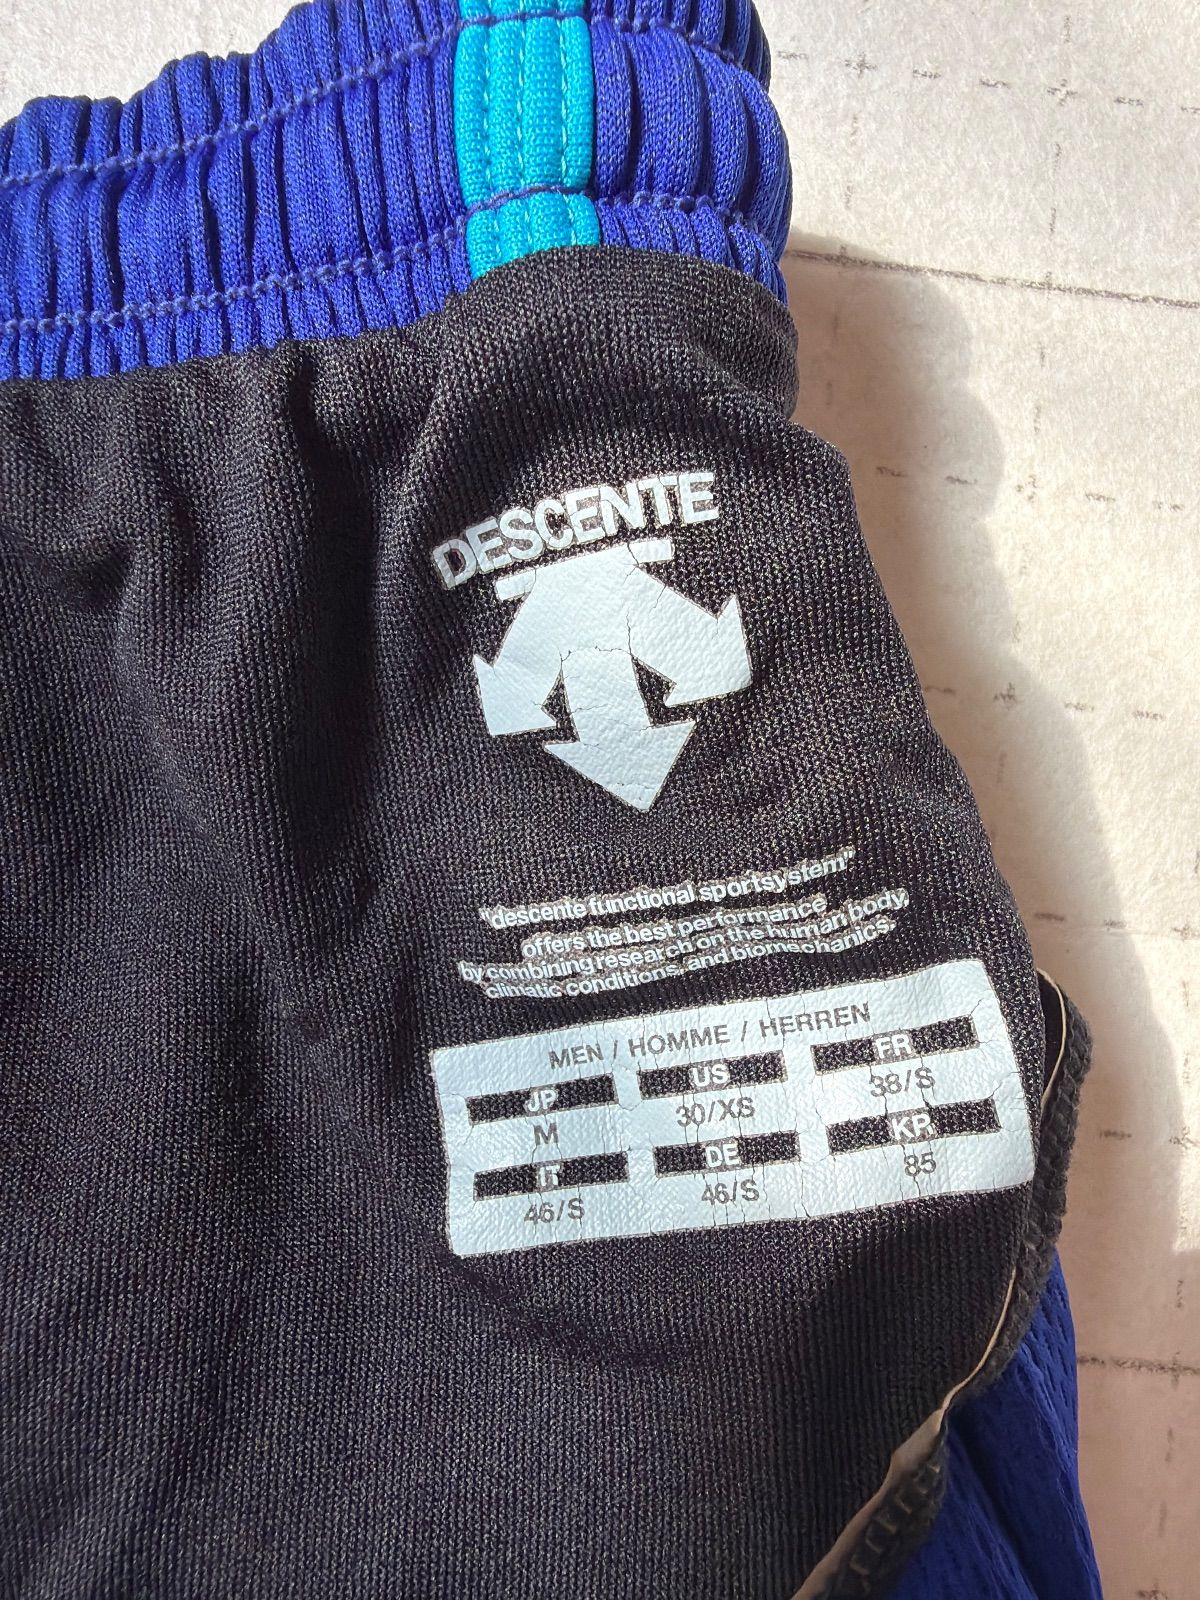 DESCENTE
"descente functional sportsystem"
offers the best performance
by combining research on the human body,
climatic conditions, and biomechanics.
MEN / HOMME / HERREN
JP US FR
M 30/XS 38/S
IT DE KR
46/S 46/S 85